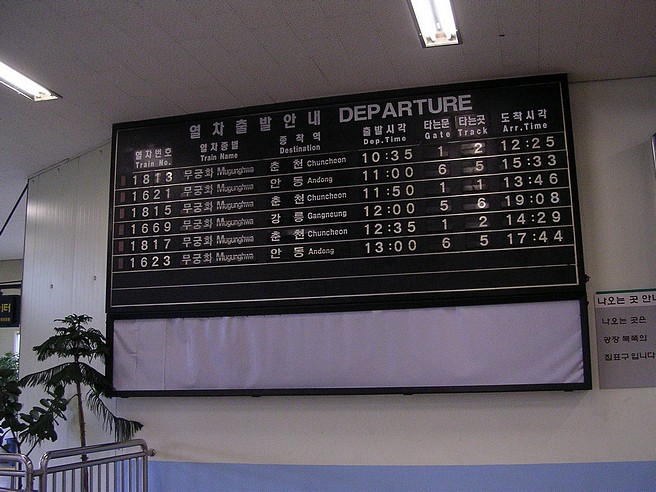 열차출발안내 DEPARTURE
열차번호 열차종별 종착역 출발시각 타는문 타는곳 도착시각
Train No. Train Name Destination Dep.Time Gate Track Arr.Time
1813 무궁화 Mugunghwa 춘천 Chuncheon 10:35 1 2 12:25
1621 무궁화 Mugunghwa 안동 Andong 11:00 6 5 15:33
1815 무궁화 Mugunghwa 춘천 Chuncheon 11:50 1 1 13:46
1669 무궁화 Mugunghwa 강릉 Gangneung 12:00 5 6 19:08
1817 무궁화 Mugunghwa 춘천 Chuncheon 12:35 1 2 14:29
1623 무궁화 Mugunghwa 안동 Andong 13:00 6 5 17:44
나오는 곳 안내
나오는 곳은
광장 북쪽의
집표구입니다